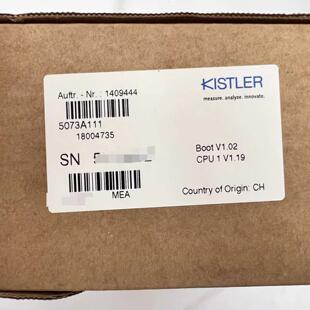 Auftr. - Nr. : 1409444
KISTLER
measure. analyze. innovate.
5073A111
18004735
SN
Boot V1.02
CPU 1 V1.19
MEA
Country of Origin: CH